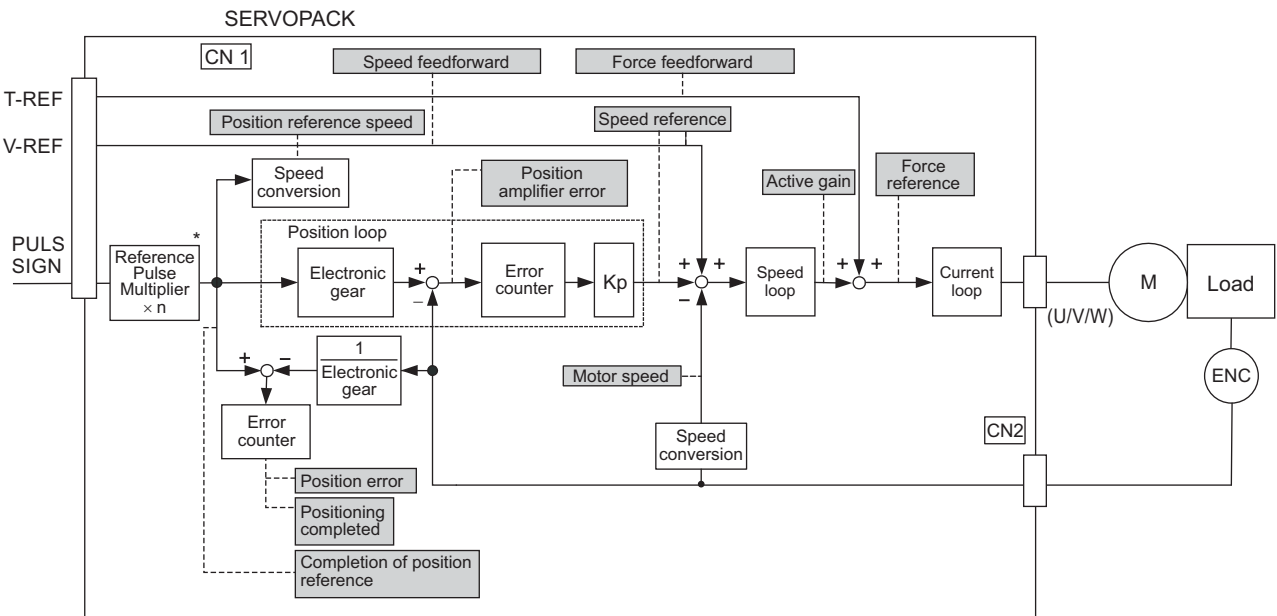 SERVOPACK
CN 1
Speed feedforward
Force feedforward
T-REF
Position reference speed
Speed reference
V-REF
Speed
conversion
Position
amplifier error
Active gain
Force
reference
PULS
SIGN
*
Reference
Pulse
Multiplier
× n
Position loop
Electronic
gear
+
−
Error
counter
Kp
+
+
−
Speed
loop
+
+
Current
loop
(U/V/W)
M
Load
+
−
1
Electronic
gear
Motor speed
ENC
Error
counter
Speed
conversion
CN2
Position error
Positioning
completed
Completion of position
reference